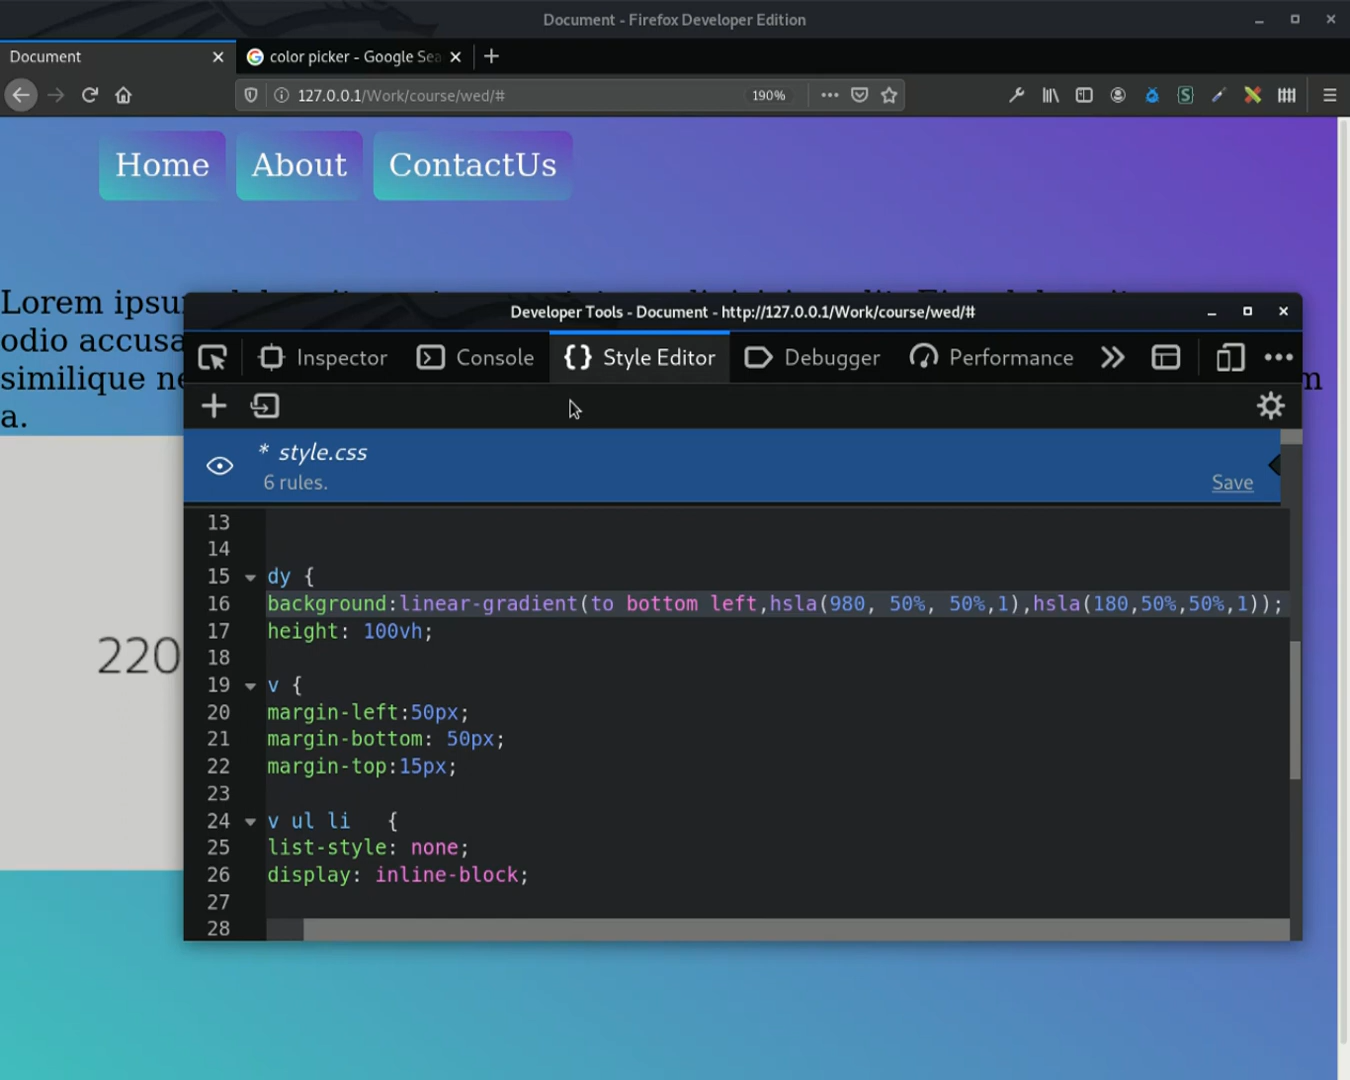 Document - Firefox Developer Edition
Document
color picker - Google Sea
127.0.0.1/Work/course/wed/#
190%
Home
About
ContactUs
Lorem ipsu
odio accusa
similique ne
m
a.
Developer Tools - Document - http://127.0.0.1/Work/course/wed/#
Inspector
Console
{} Style Editor
Debugger
Performance
* style.css
6 rules.
Save
13
14
15 dy {
16 background:linear-gradient(to bottom left,hsla(980, 50%, 50%,1),hsla(180,50%,50%,1));
17 height: 100vh;
18
19 v {
20 margin-left:50px;
21 margin-bottom: 50px;
22 margin-top:15px;
23
24 v ul li   {
25 list-style: none;
26 display: inline-block;
27
28
220